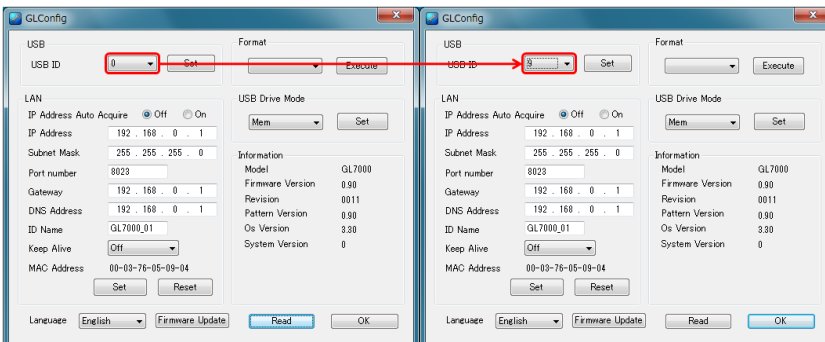 GLConfig
USB
USB ID
0
Set
Format
Execute
LAN
IP Address Auto Acquire
Off
On
IP Address
192 . 168 . 0 . 1
Subnet Mask
255 . 255 . 255 . 0
Port number
8023
Gateway
192 . 168 . 0 . 1
DNS Address
192 . 168 . 0 . 1
ID Name
GL7000_01
Keep Alive
Off
MAC Address
00-03-76-05-09-04
Set
Reset
USB Drive Mode
Mem
Set
Information
Model
GL7000
Firmware Version
0.90
Revision
0011
Pattern Version
0.90
Os Version
3.30
System Version
0
Language
English
Firmware Update
Read
OK
GLConfig
USB
USB ID
9
Set
Format
Execute
LAN
IP Address Auto Acquire
Off
On
IP Address
192 . 168 . 0 . 1
Subnet Mask
255 . 255 . 255 . 0
Port number
8023
Gateway
192 . 168 . 0 . 1
DNS Address
192 . 168 . 0 . 1
ID Name
GL7000_01
Keep Alive
Off
MAC Address
00-03-76-05-09-04
Set
Reset
USB Drive Mode
Mem
Set
Information
Model
GL7000
Firmware Version
0.90
Revision
0011
Pattern Version
0.90
Os Version
3.30
System Version
0
Language
English
Firmware Update
Read
OK